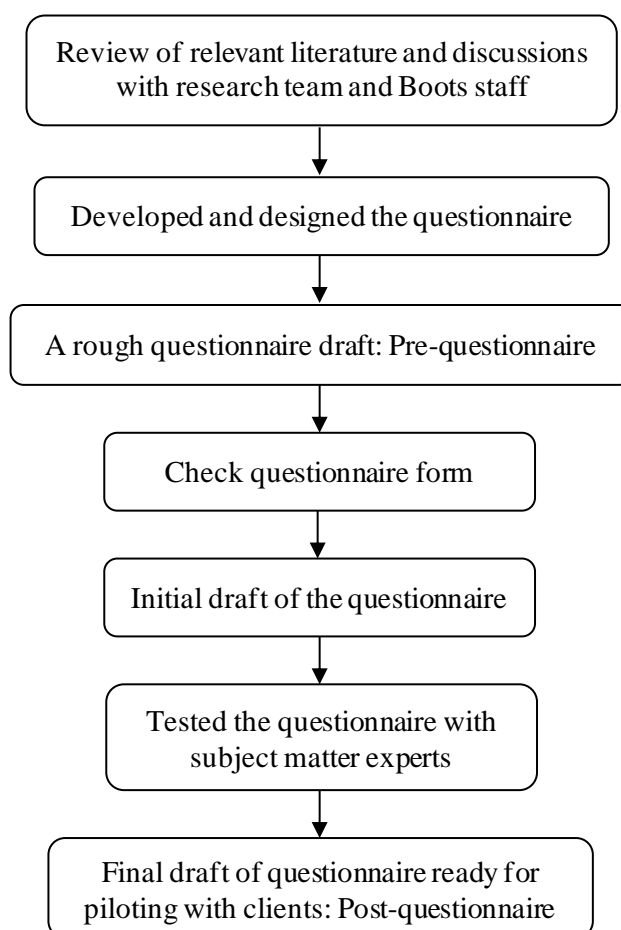 Review of relevant literature and discussions
with research team and Boots staff
Developed and designed the questionnaire
A rough questionnaire draft: Pre-questionnaire
Check questionnaire form
Initial draft of the questionnaire
Tested the questionnaire with
subject matter experts
Final draft of questionnaire ready for
piloting with clients: Post-questionnaire